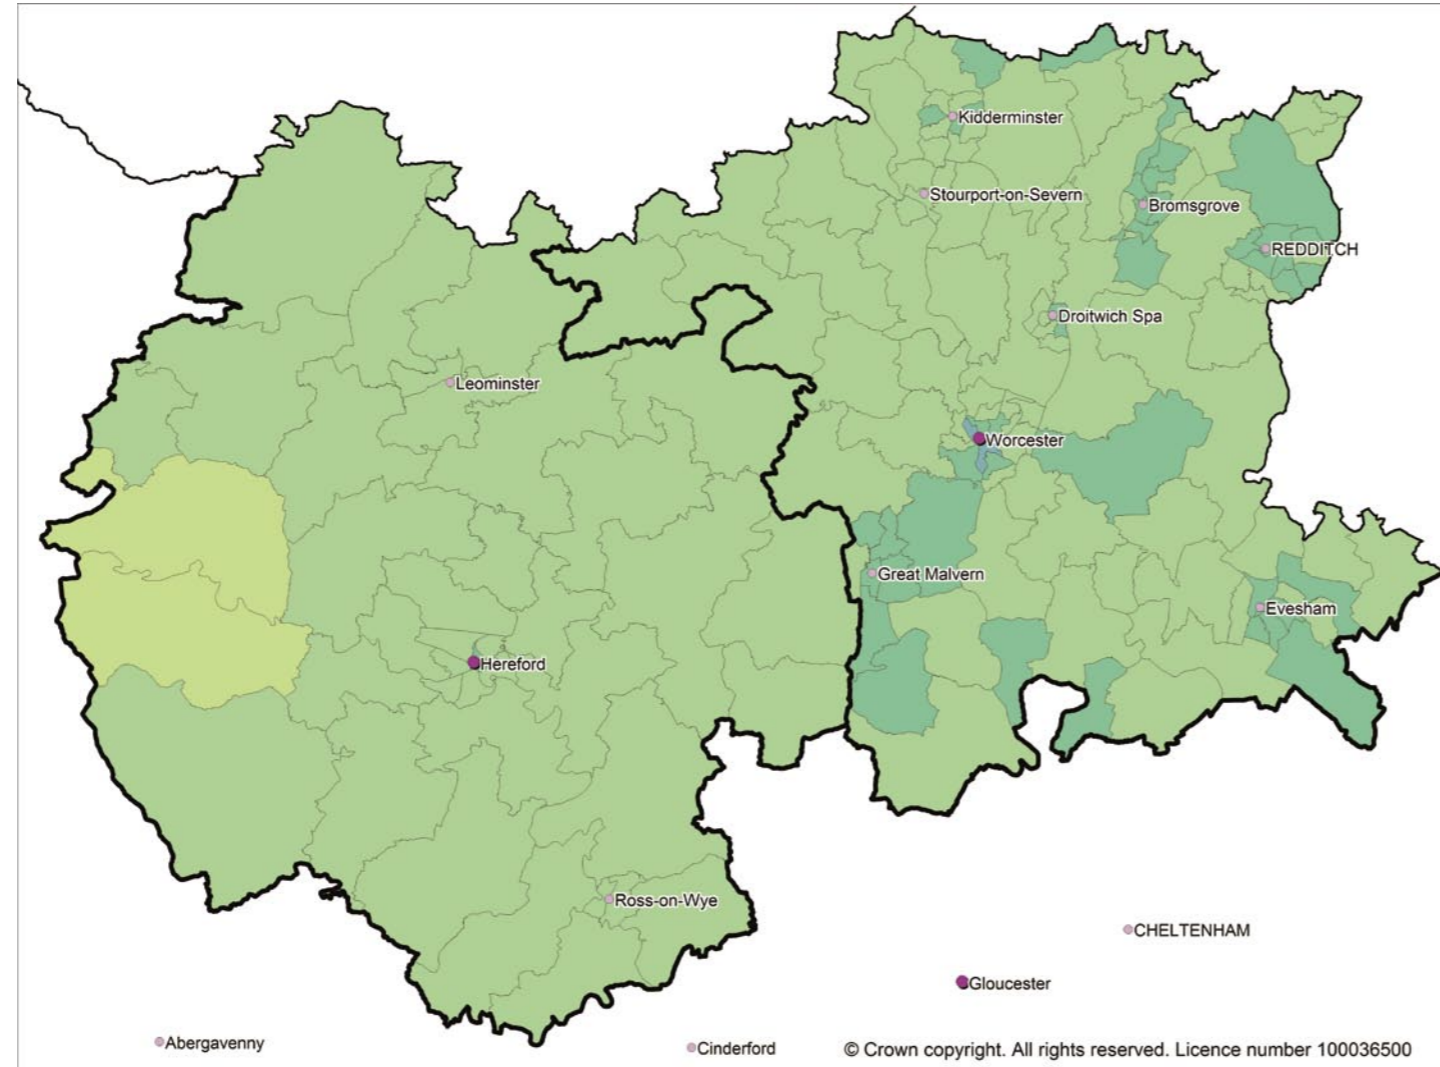 Kidderminster
Stourport-on-Severn
Bromsgrove
REDDITCH
Droitwich Spa
Leominster
Worcester
Great Malvern
Evesham
Hereford
Ross-on-Wye
CHELTENHAM
Gloucester
Abergavenny
Cinderford
© Crown copyright. All rights reserved. Licence number 100036500